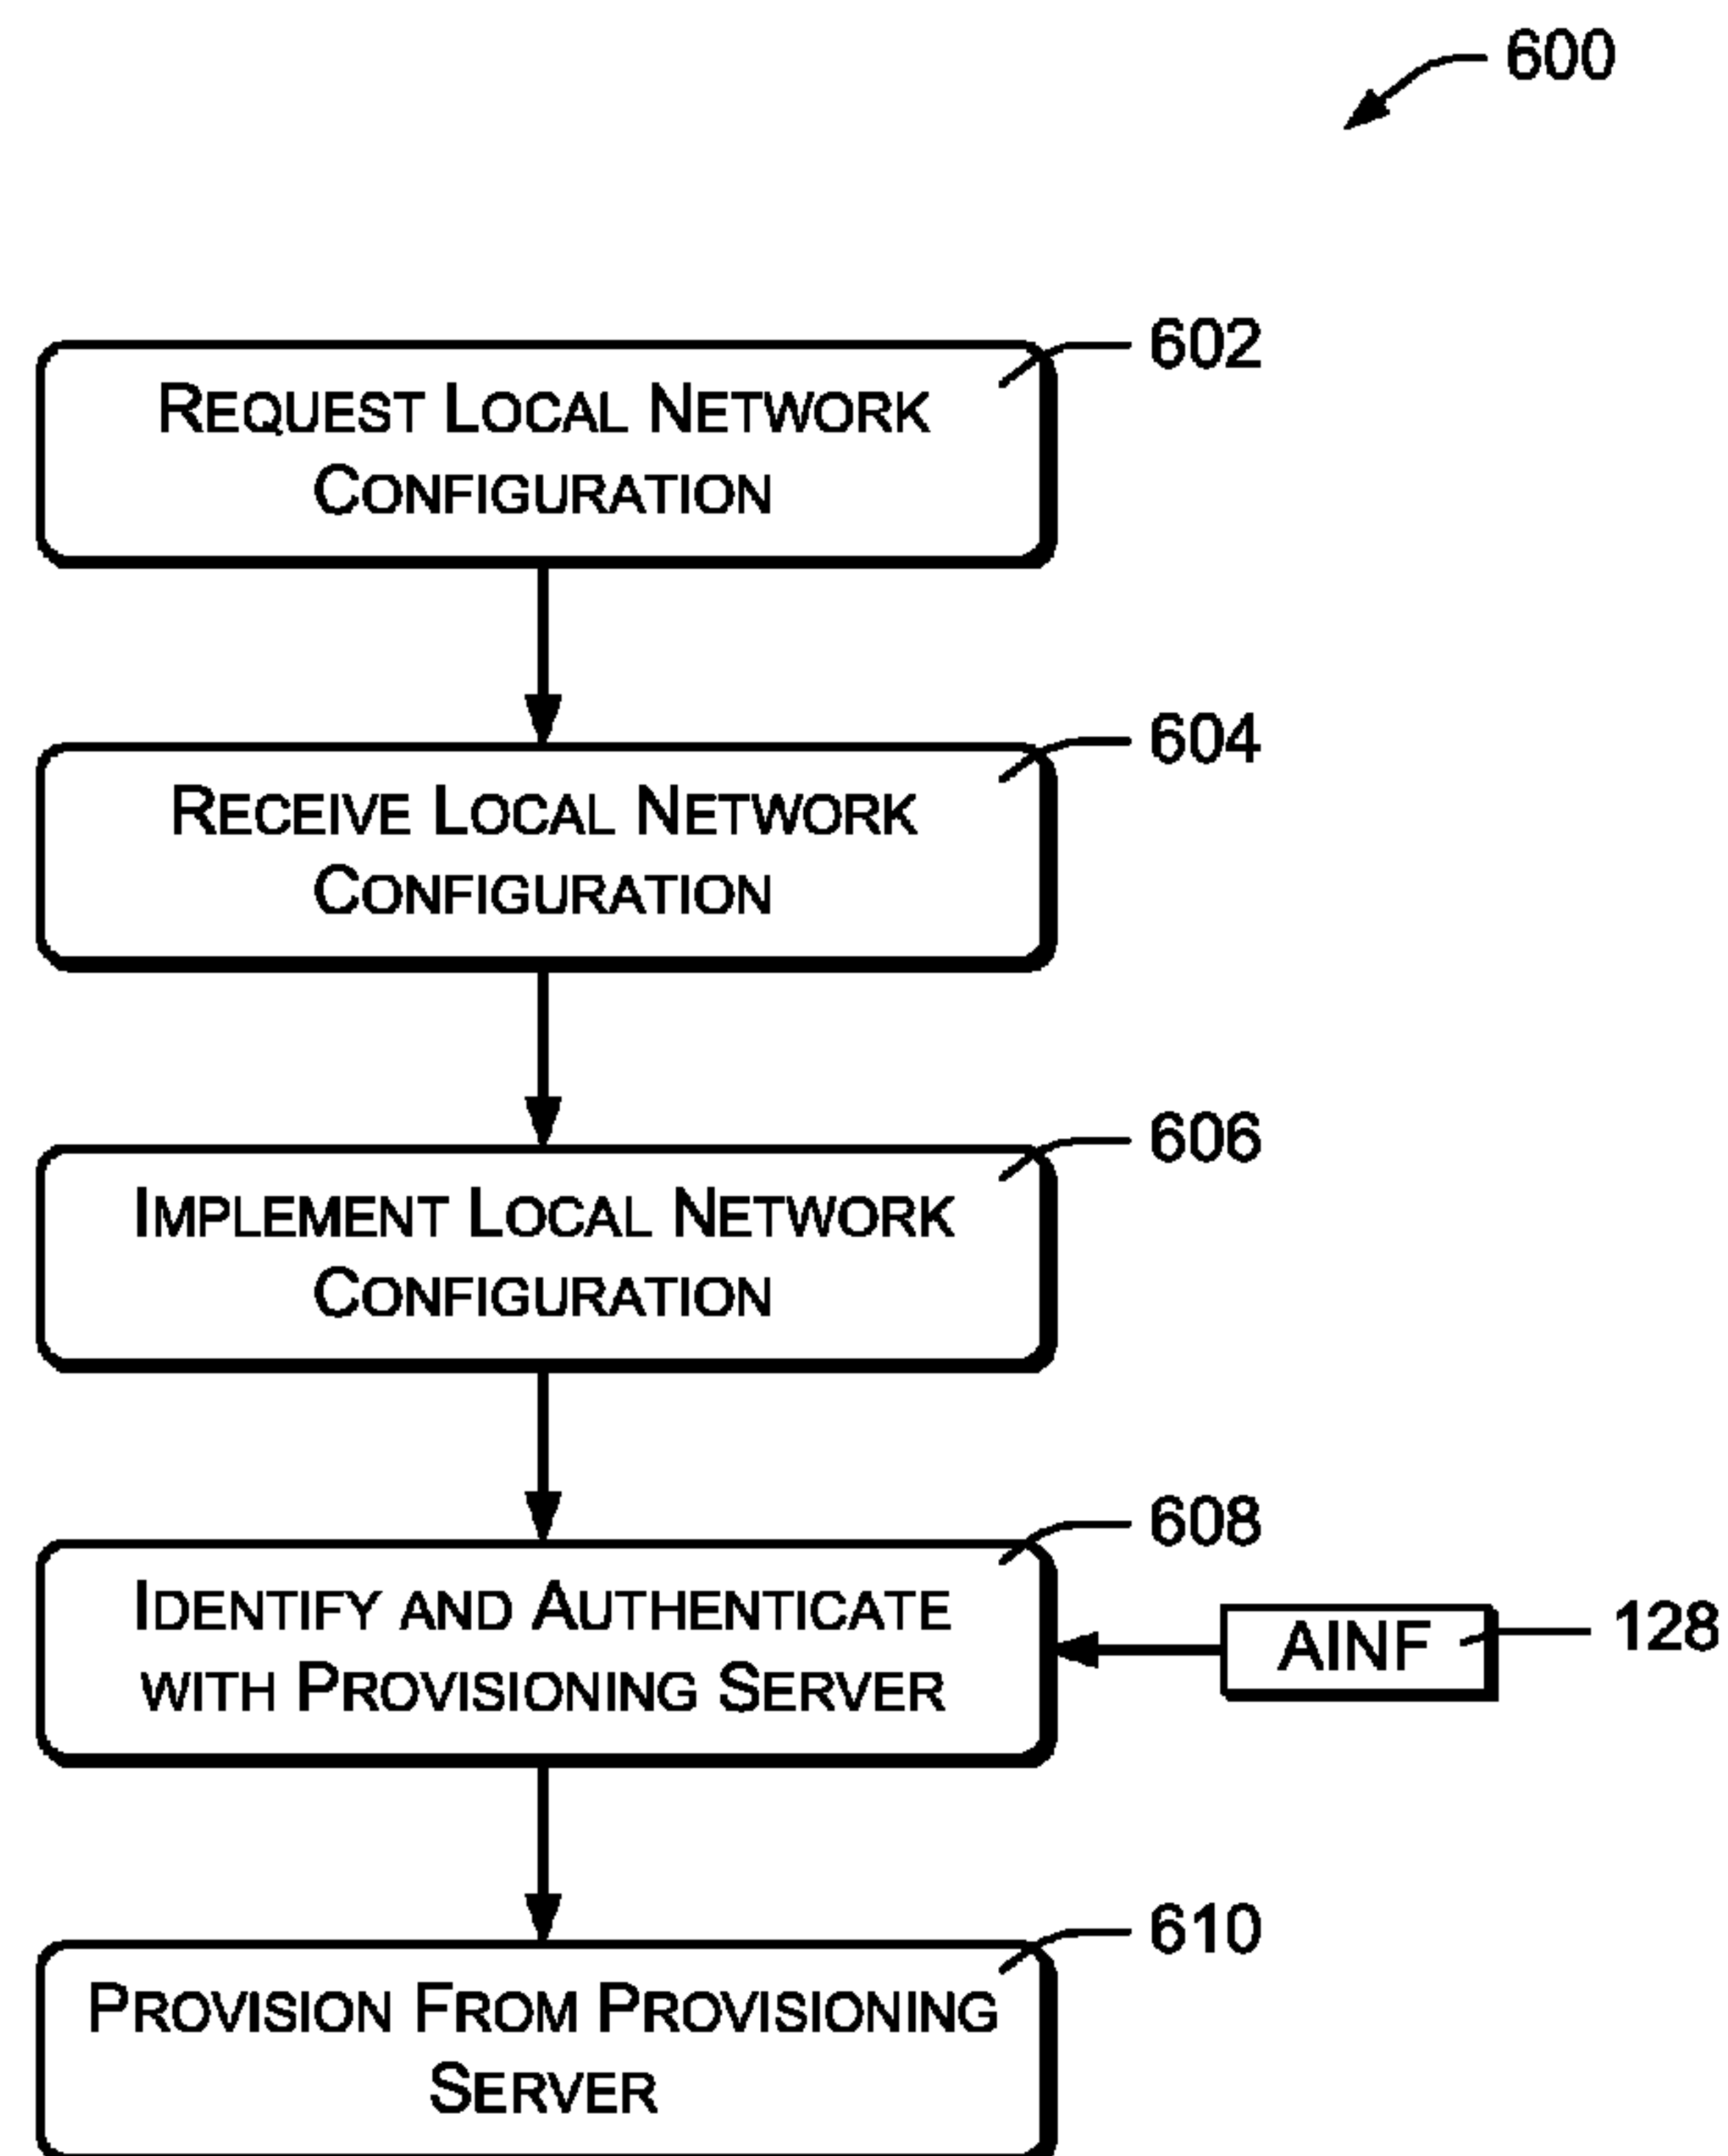 600
602
REQUEST LOCAL NETWORK
CONFIGURATION
604
RECEIVE LOCAL NETWORK
CONFIGURATION
606
IMPLEMENT LOCAL NETWORK
CONFIGURATION
608
IDENTIFY AND AUTHENTICATE
WITH PROVISIONING SERVER
AINF
128
610
PROVISION FROM PROVISIONING
SERVER